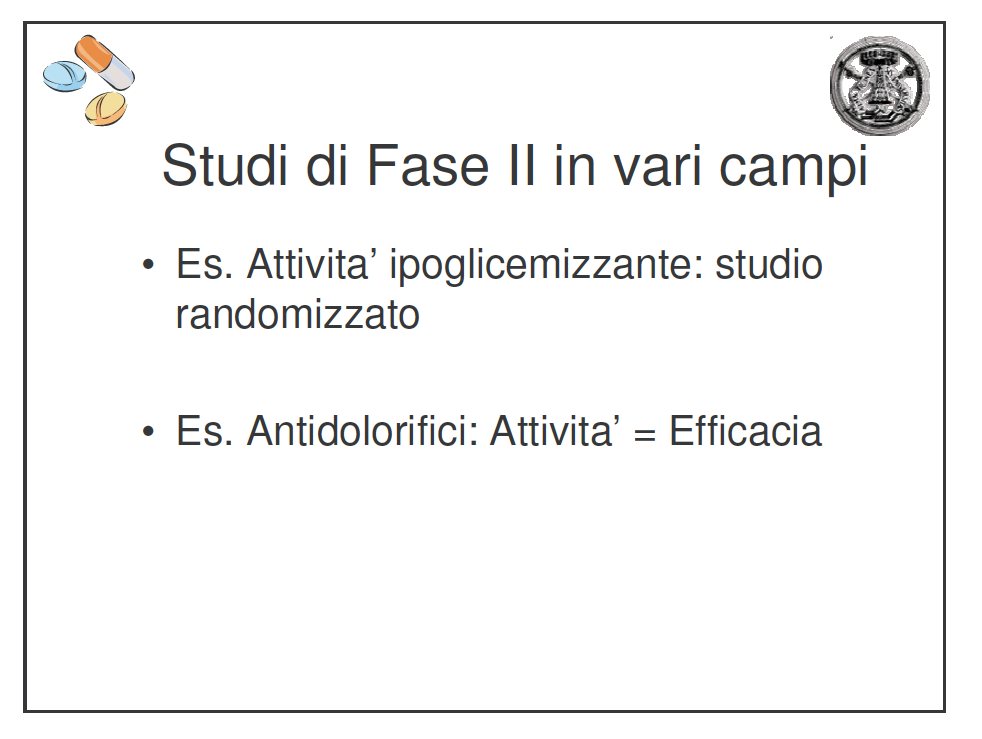 Studi di Fase II in vari campi
• Es. Attivita’ ipoglicemizzante: studio
randomizzato
• Es. Antidolorifici: Attivita’ = Efficacia